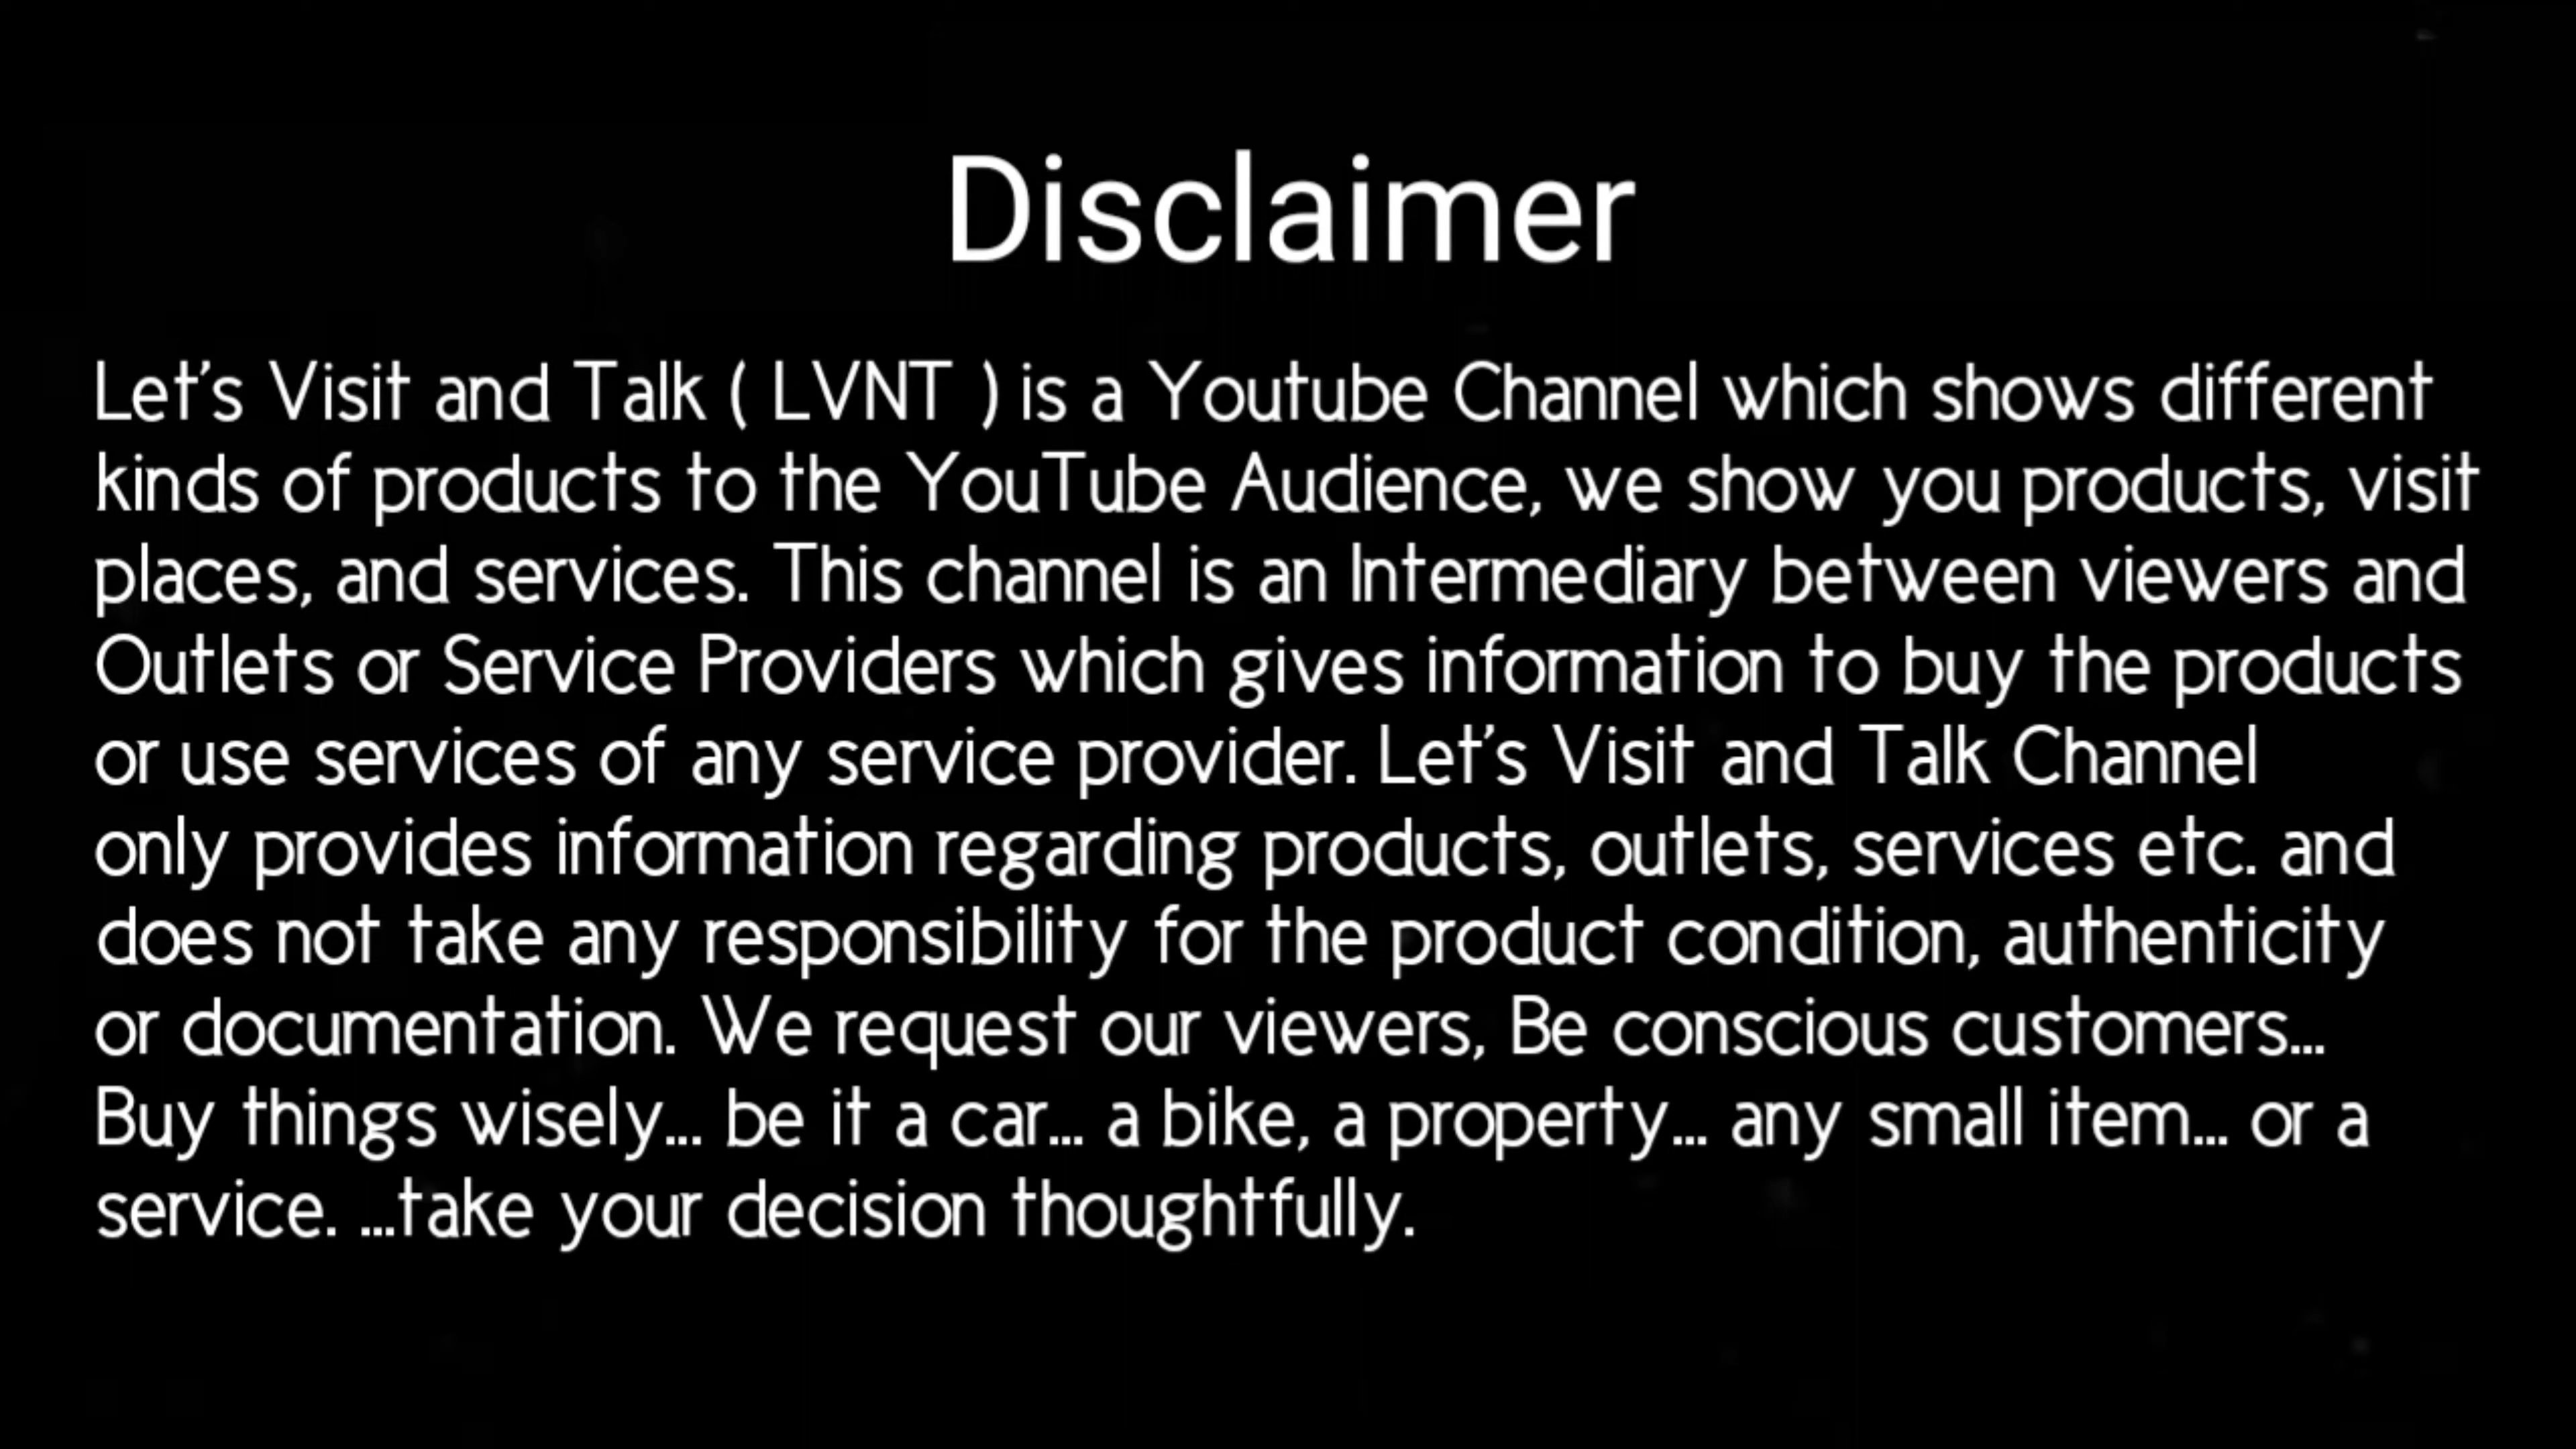 Disclaimer
Let's Visit and Talk ( LVNT ) is a Youtube Channel which shows different
kinds of products to the YouTube Audience, we show you products, visit
places, and services. This channel is an Intermediary between viewers and
Outlets or Service Providers which gives information to buy the products
or use services of any service provider. Let's Visit and Talk Channel
only provides information regarding products, outlets, services etc. and
does not take any responsibility for the product condition, authenticity
or documentation. We request our viewers, Be conscious customers...
Buy things wisely... be it a car... a bike, a property... any small item... or a
service. ...take your decision thoughtfully.